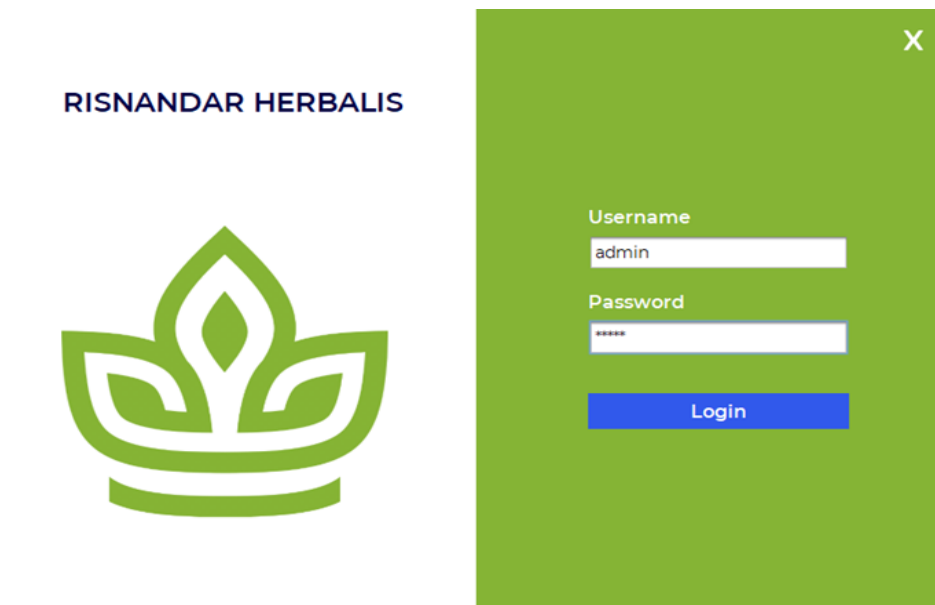 RISNANDAR HERBALIS
X
Username
admin
Password
*****
Login